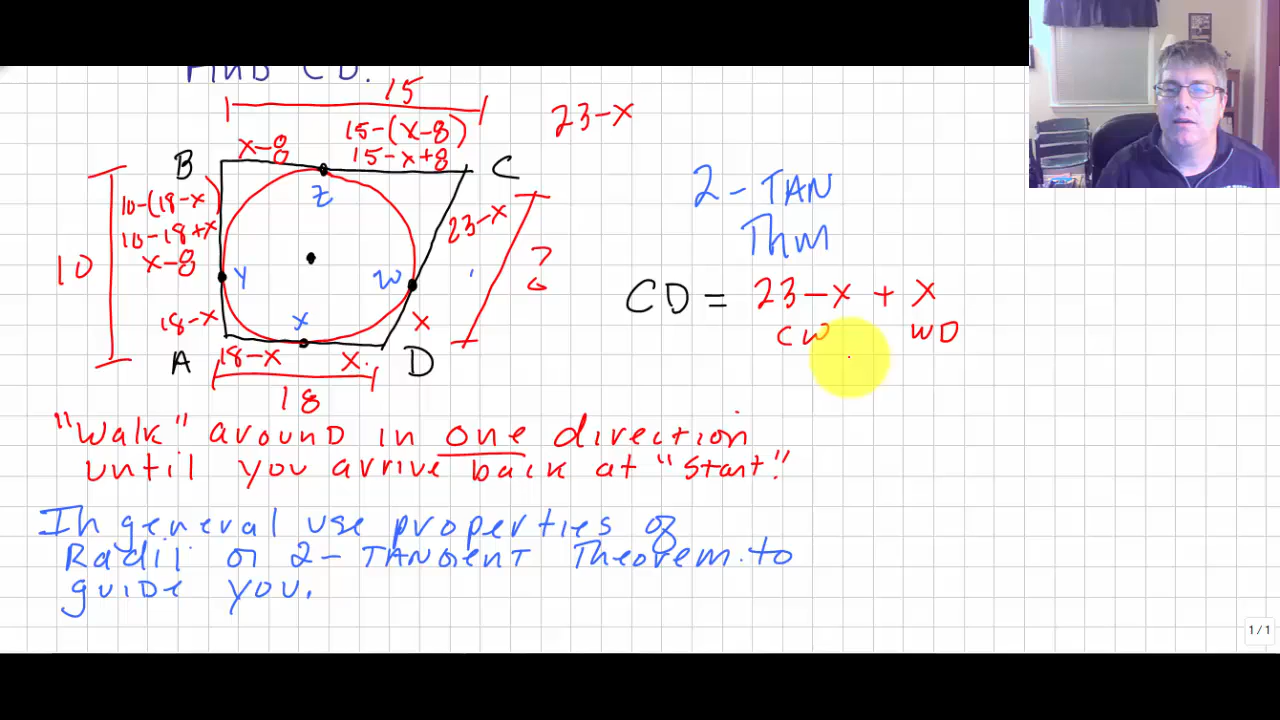 Find CD.
15
x-8
15-(x-8)
15-x+8
23-x
B
C
Z
10-(18-x)
10-18+x
x-8
10
Y
W
23-x
?
18-x
x
x
A
18-x
x.
D
18
2-TAN
Thm
CD = 23-x + x
CW WD
"Walk" around in one direction
until you arrive back at "start".
In general use properties of
Radii or 2-TANGENT Theorem to
guide you.
1/1